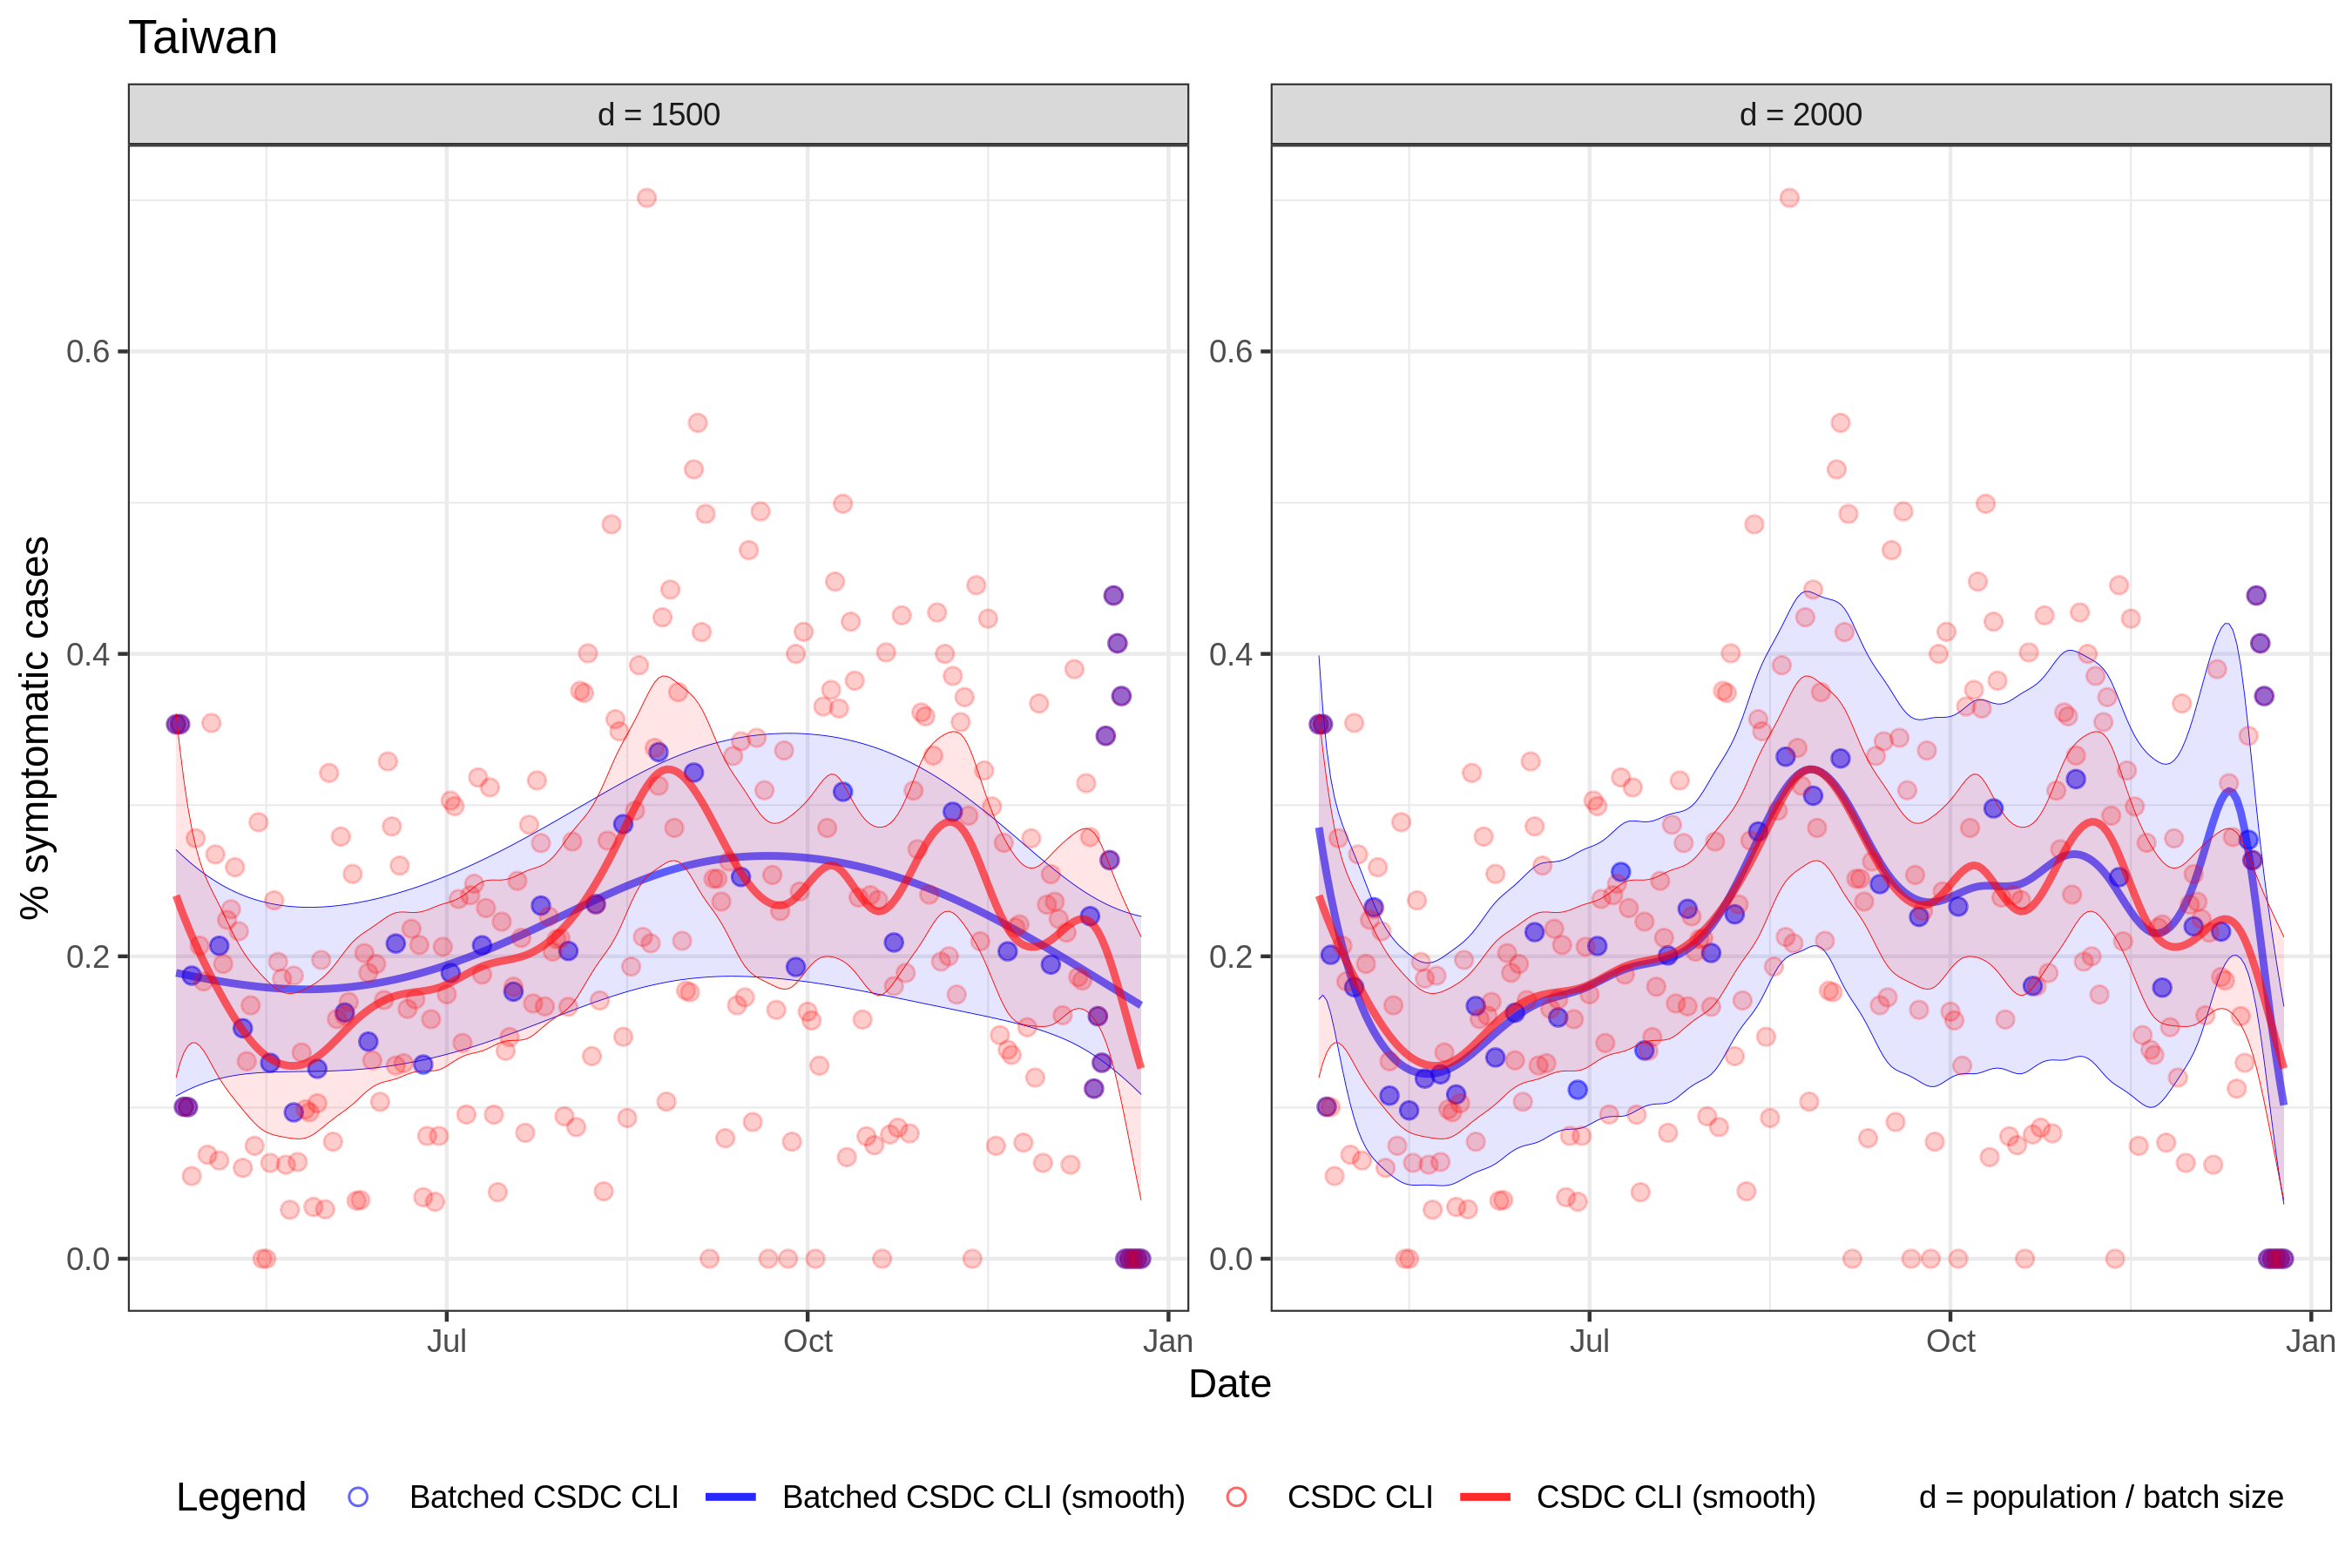 Taiwan
d = 1500
d = 2000
% symptomatic cases
0.6
0.4
0.2
0.0
0.6
0.4
0.2
0.0
Jul
Oct
Jan
Jul
Oct
Jan
Date
Legend
Batched CSDC CLI
Batched CSDC CLI (smooth)
CSDC CLI
CSDC CLI (smooth)
d = population / batch size